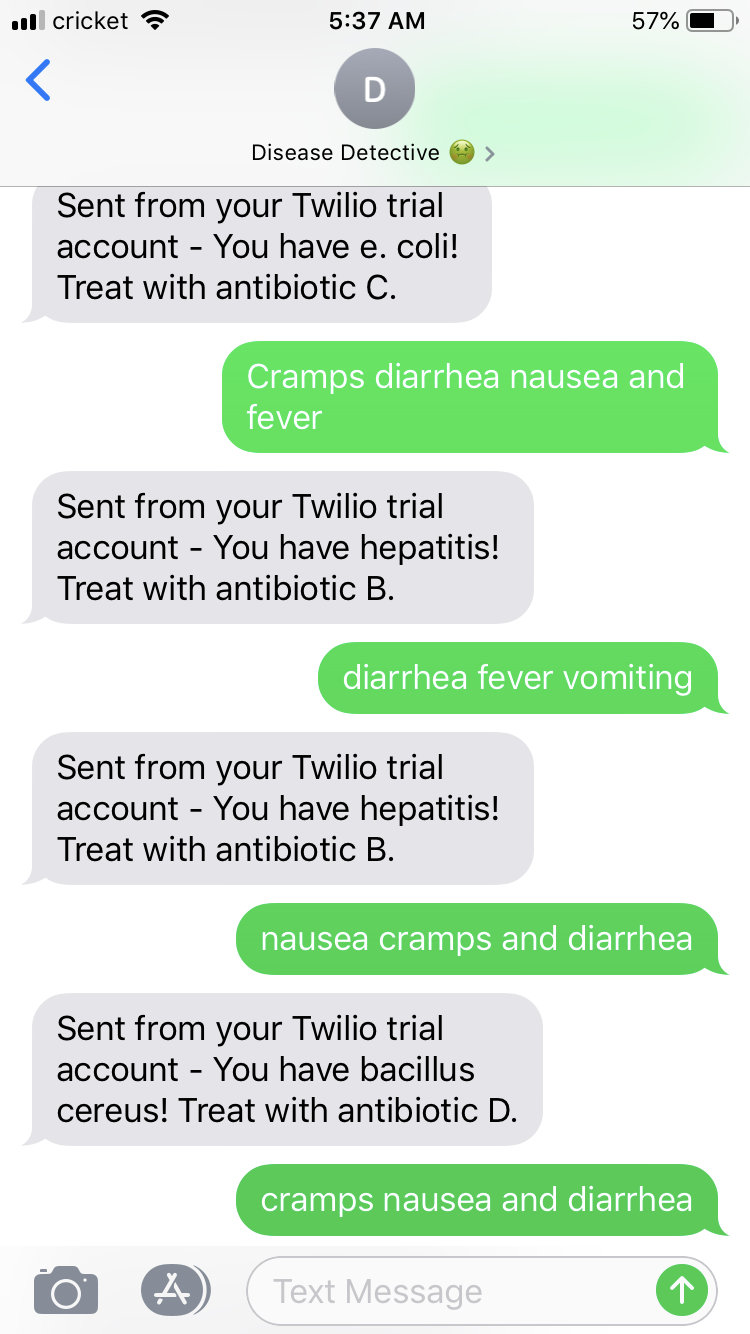 cricket 5:37 AM 57%
D
Disease Detective 🤢
Sent from your Twilio trial
account - You have e. coli!
Treat with antibiotic C.
Cramps diarrhea nausea and
fever
Sent from your Twilio trial
account - You have hepatitis!
Treat with antibiotic B.
diarrhea fever vomiting
Sent from your Twilio trial
account - You have hepatitis!
Treat with antibiotic B.
nausea cramps and diarrhea
Sent from your Twilio trial
account - You have bacillus
cereus! Treat with antibiotic D.
cramps nausea and diarrhea
Text Message